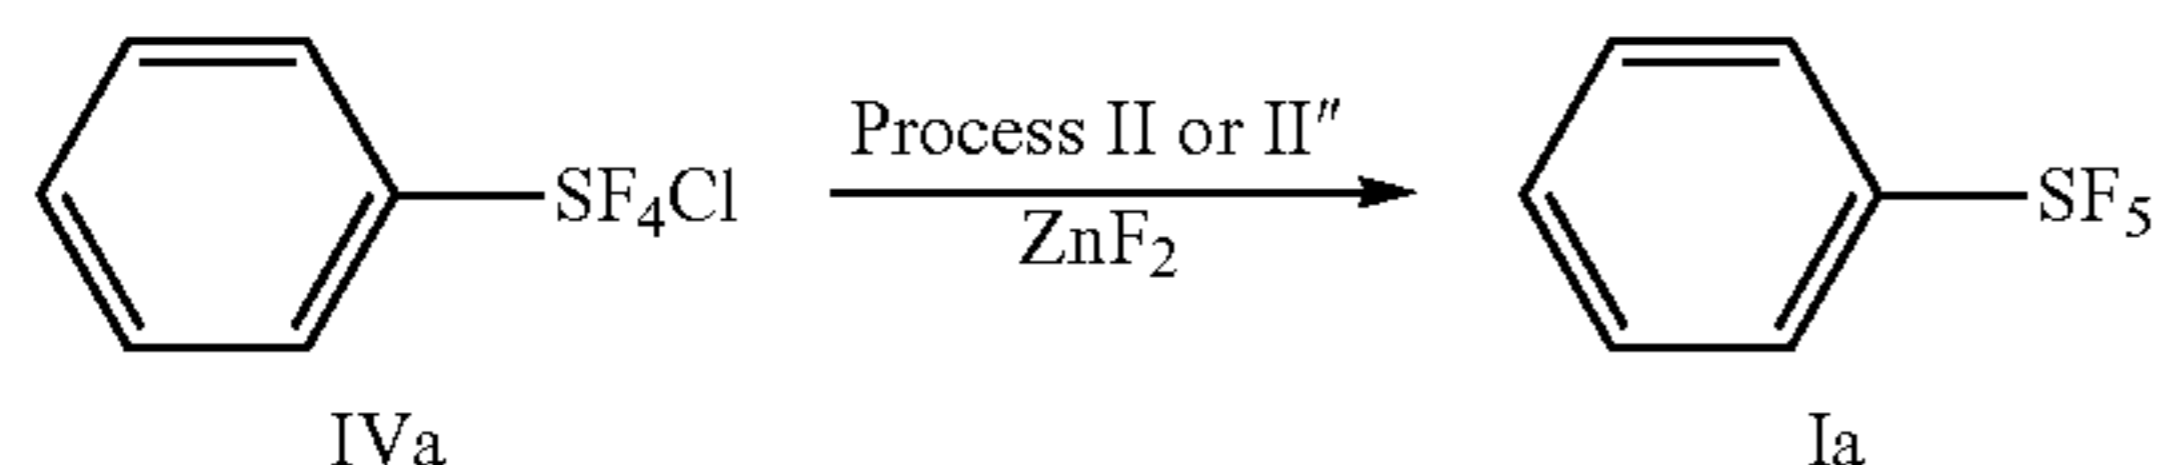 Process II or II″
SF₄Cl
ZnF₂
SF₅
IVa
Ia